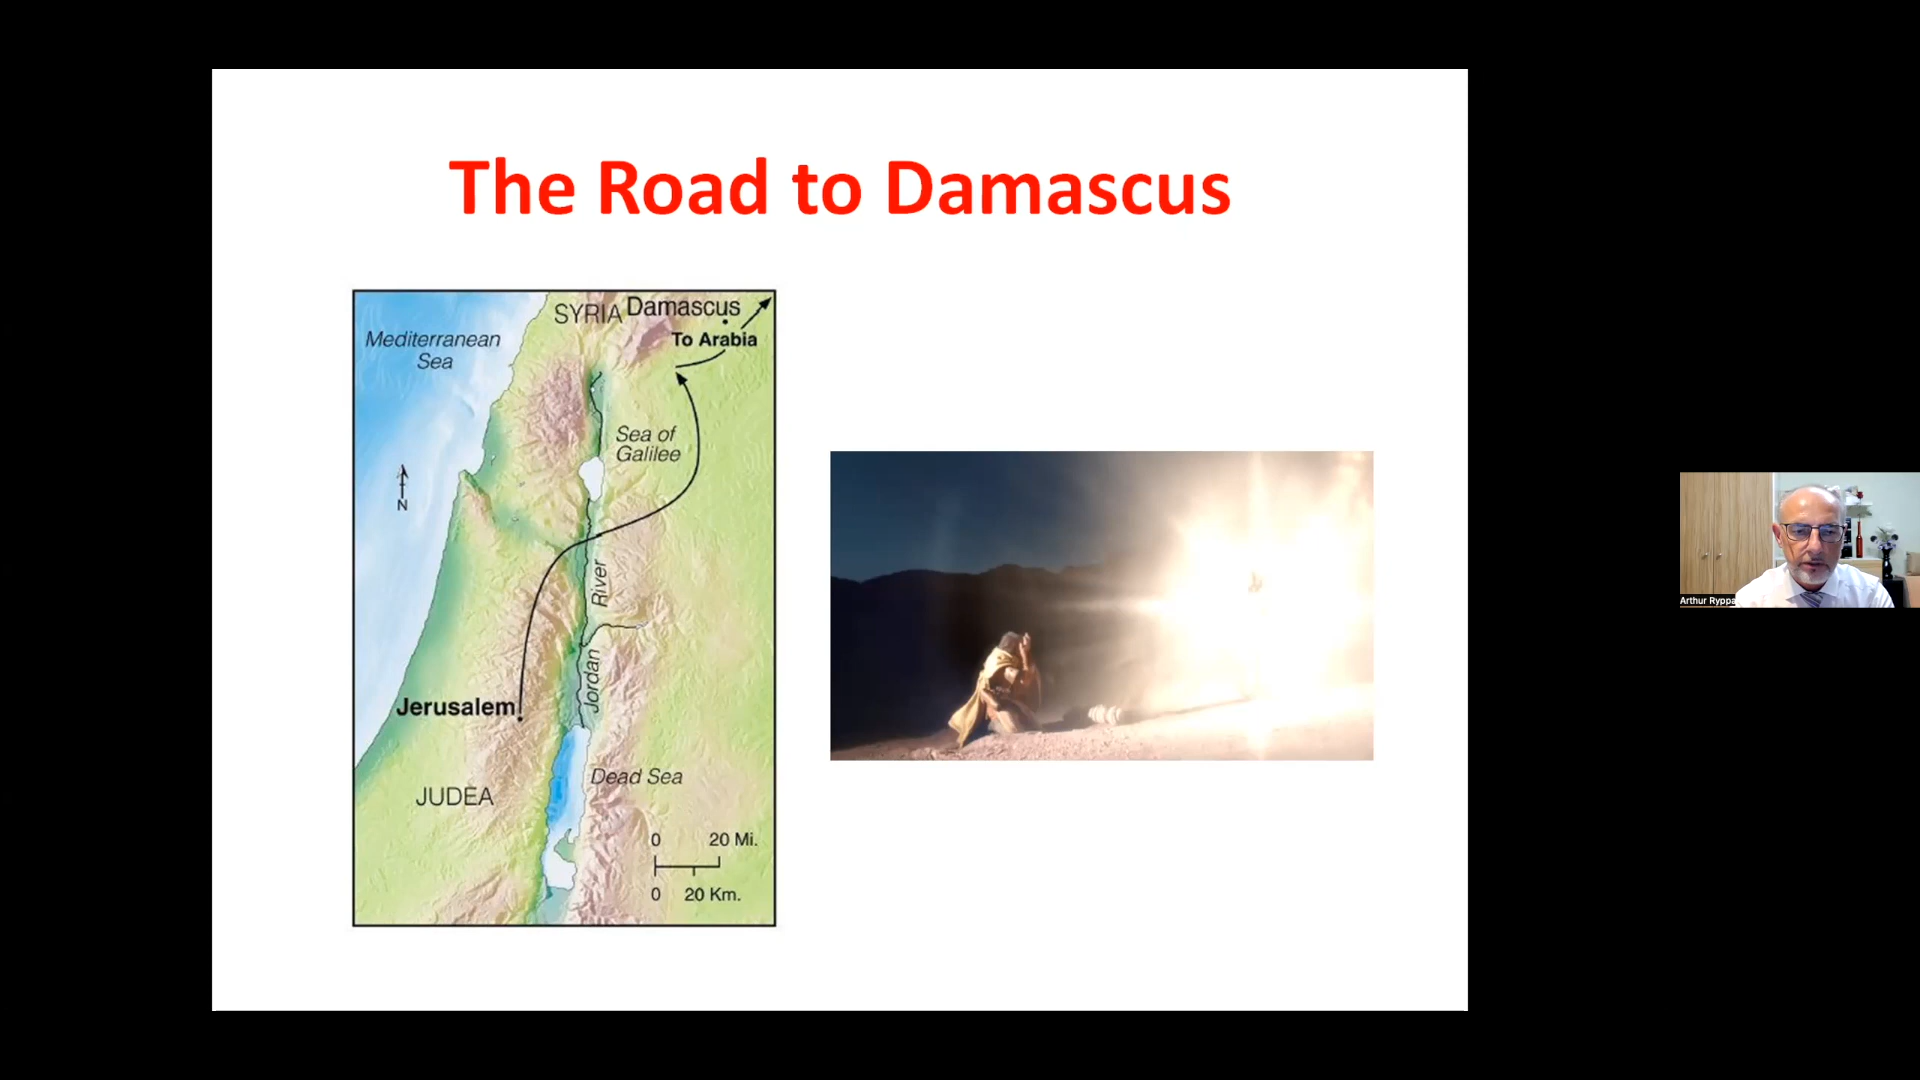 The Road to Damascus
SYRIA
Damascus
To Arabia
Mediterranean
Sea
Sea of
Galilee
N
River
Jordan
Jerusalem
Dead Sea
JUDEA
0 20 Mi.
0 20 Km.
Arthur Ryppa